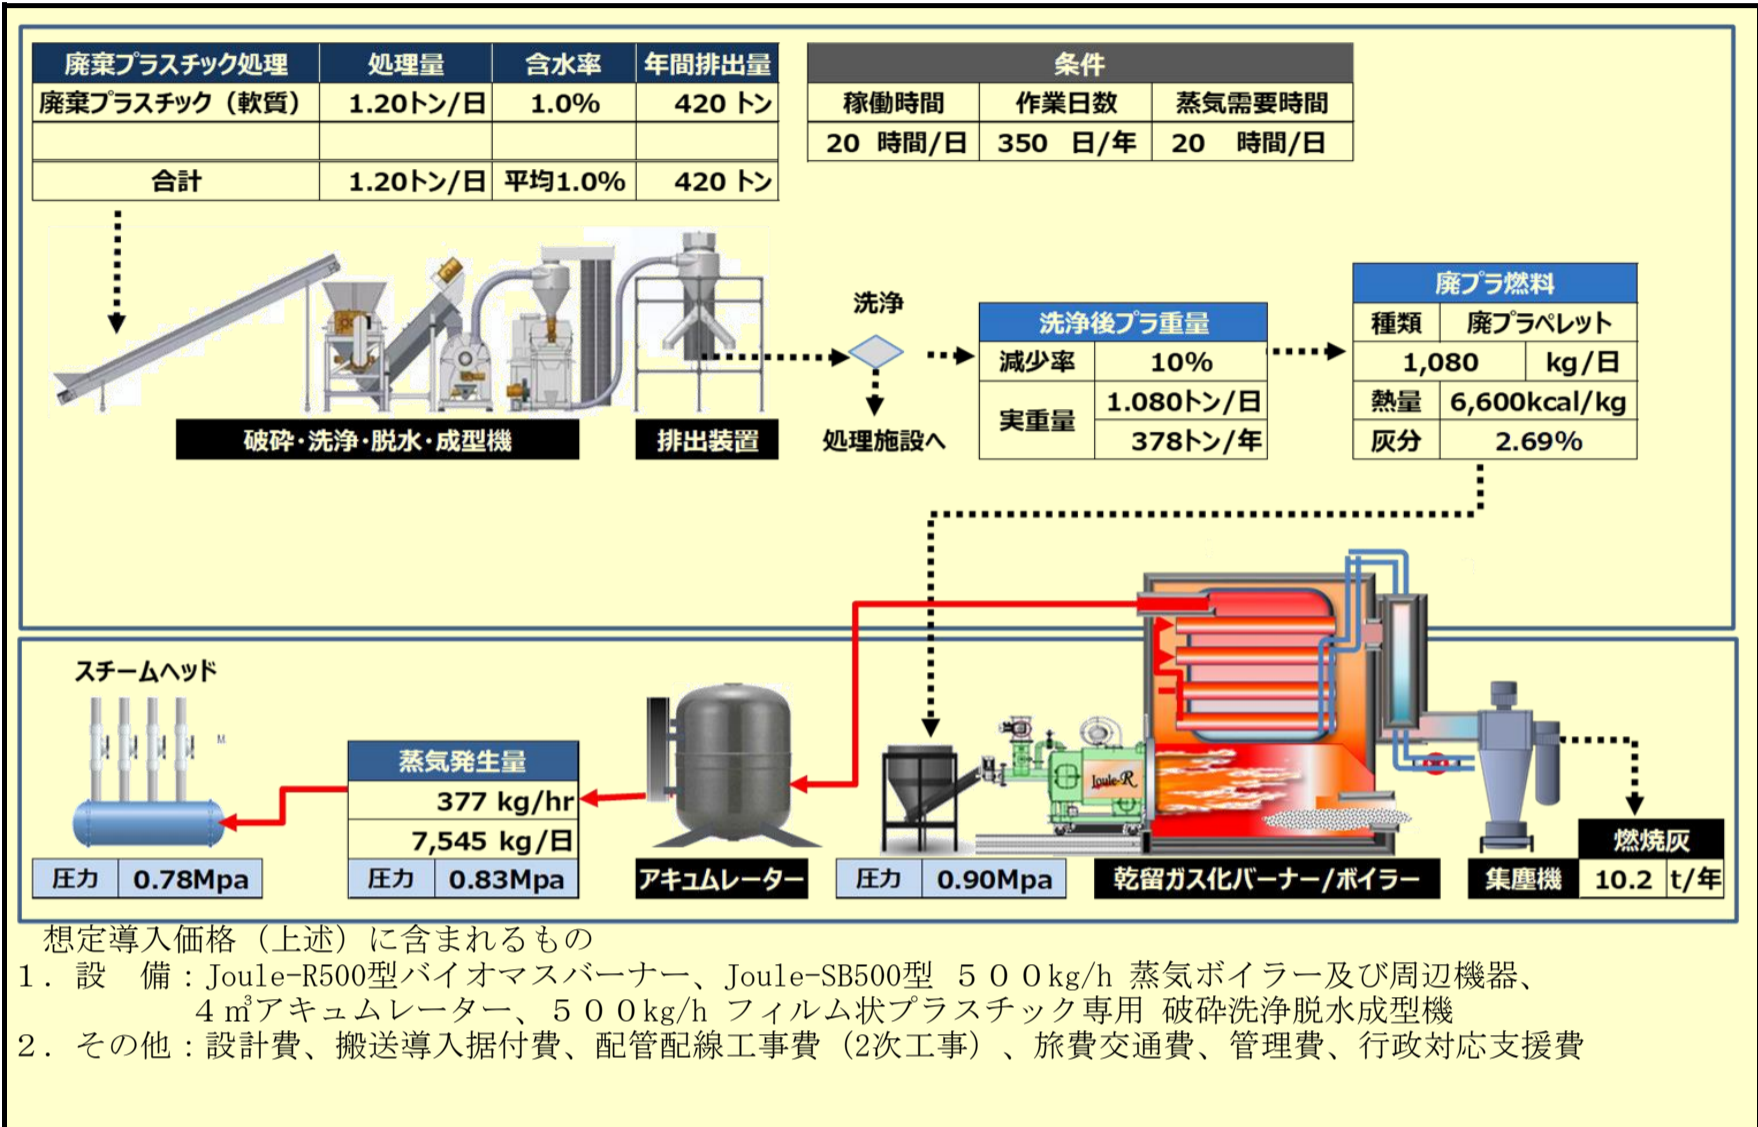 廃棄プラスチック処理 処理量 含水率 年間排出量
廃棄プラスチック（軟質） 1.20トン/日 1.0% 420 トン
合計 1.20トン/日 平均1.0% 420 トン
条件
稼働時間 作業日数 蒸気需要時間
20 時間/日 350 日/年 20 時間/日
破砕・洗浄・脱水・成型機
排出装置
洗浄
処理施設へ
洗浄後プラ重量
減少率 10%
実重量 1.080トン/日
378トン/年
廃プラ燃料
種類 廃プラペレット
1,080 kg/日
熱量 6,600kcal/kg
灰分 2.69%
スチームヘッド
M
圧力 0.78Mpa
蒸気発生量
377 kg/hr
7,545 kg/日
圧力 0.83Mpa
アキュムレーター
圧力 0.90Mpa
Joule-R
乾留ガス化バーナー/ボイラー
集塵機
燃焼灰
10.2 t/年
想定導入価格（上述）に含まれるもの
１．設　備：Joule-R500型バイオマスバーナー、Joule-SB500型 ５００kg/h 蒸気ボイラー及び周辺機器、
４㎥アキュムレーター、５００kg/h フィルム状プラスチック専用 破砕洗浄脱水成型機
２．その他：設計費、搬送導入据付費、配管配線工事費（2次工事）、旅費交通費、管理費、行政対応支援費